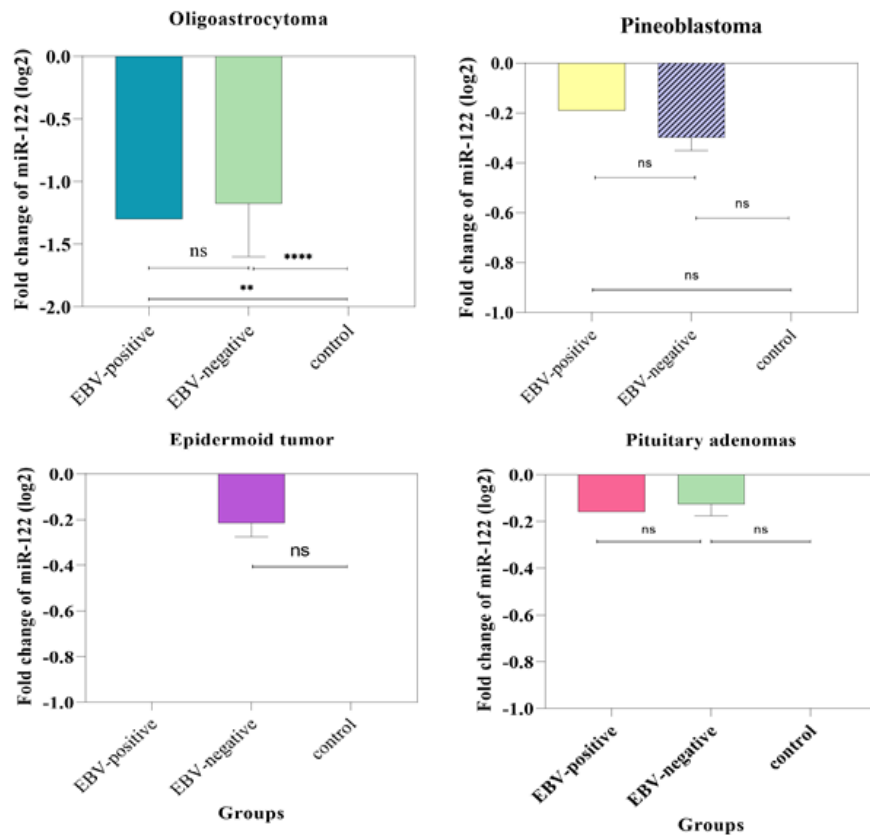 Oligoastrocytoma
Fold change of miR-122 (log2)
0.0
-0.5
-1.0
-1.5
-2.0
ns
****
**
EBV-positive
EBV-negative
control
Pineoblastoma
Fold change of miR-122 (log2)
0.0
-0.2
-0.4
-0.6
-0.8
-1.0
ns
ns
ns
EBV-positive
EBV-negative
control
Epidermoid tumor
Fold change of miR-122 (log2)
0.0
-0.2
-0.4
-0.6
-0.8
-1.0
ns
EBV-positive
EBV-negative
control
Groups
Pituitary adenomas
Fold change of miR-122 (log2)
0.0
-0.2
-0.4
-0.6
-0.8
-1.0
ns
ns
EBV-positive
EBV-negative
control
Groups